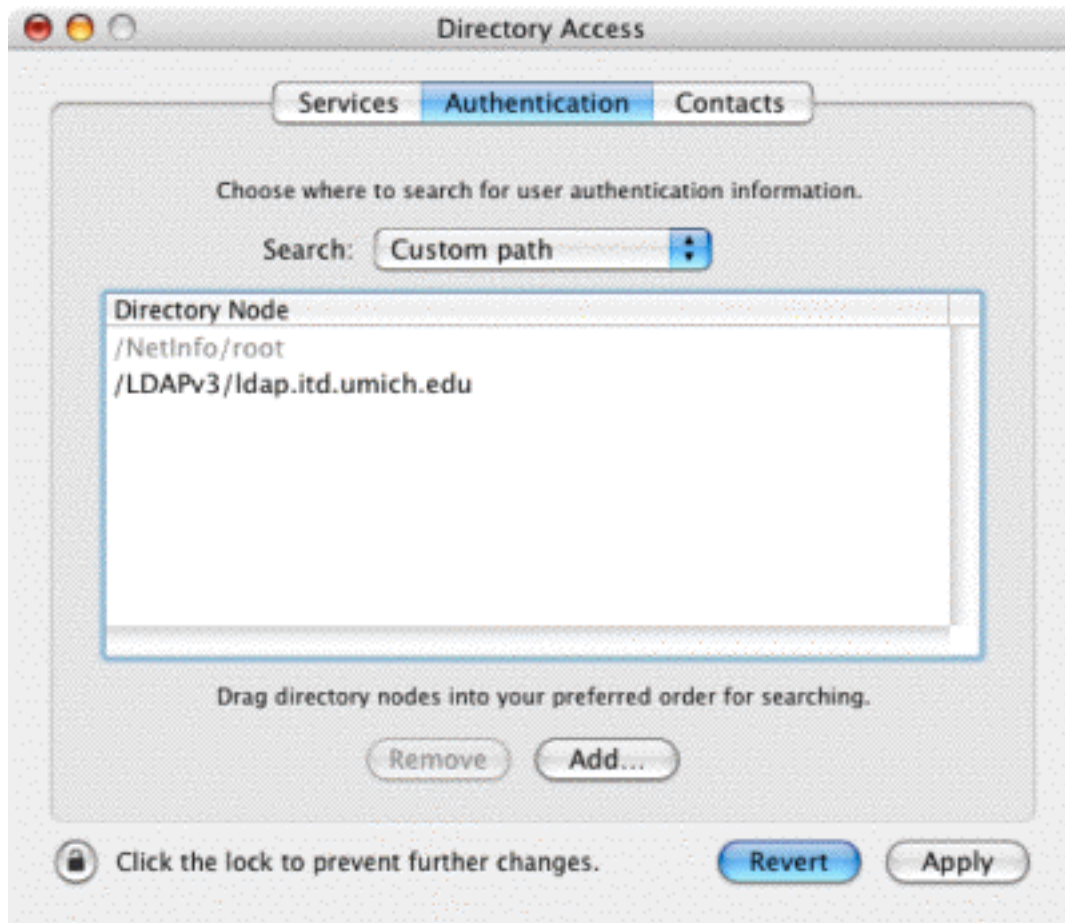 Directory Access
Services Authentication Contacts
Choose where to search for user authentication information.
Search: Custom path
Directory Node
/NetInfo/root
/LDAPv3/ldap.itd.umich.edu
Drag directory nodes into your preferred order for searching.
Remove Add...
Click the lock to prevent further changes. Revert Apply